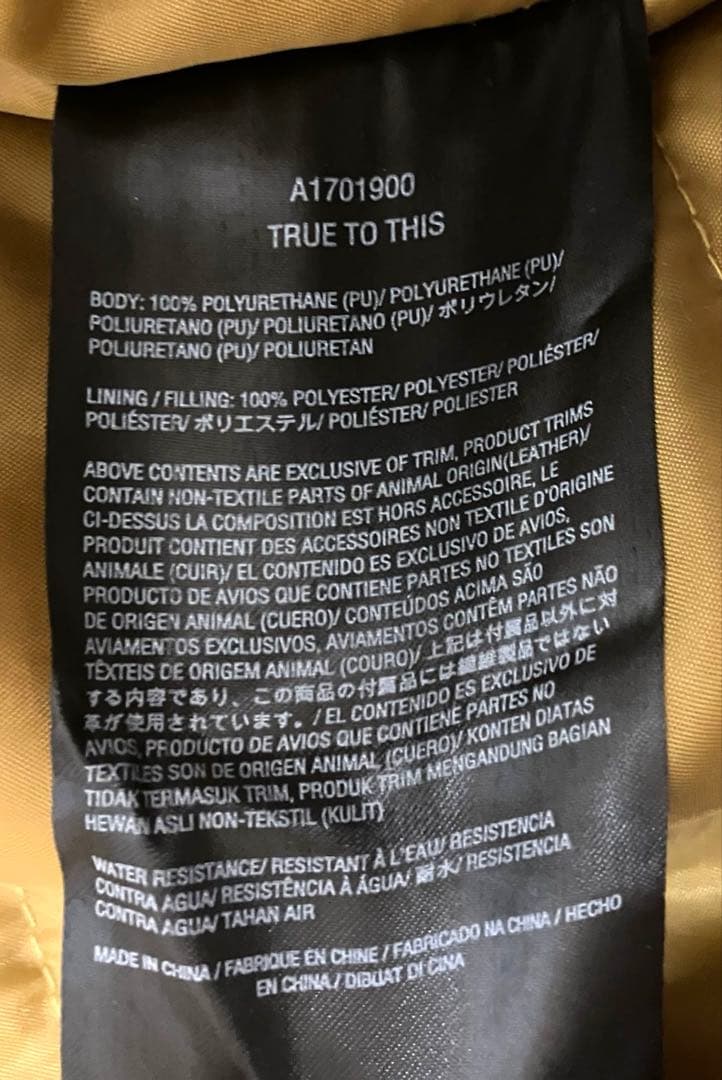 A1701900
TRUE TO THIS
BODY: 100% POLYURETHANE (PU)/ POLYURETHANE (PU)/
POLIURETANO (PU)/ POLIURETANO (PU)/ ポリウレタン/
POLIURETANO (PU)/ POLIURETAN
LINING / FILLING: 100% POLYESTER/ POLYESTER/ POLIÉSTER/
POLIÉSTER/ ポリエステル/ POLIÉSTER/ POLIESTER
ABOVE CONTENTS ARE EXCLUSIVE OF TRIM, PRODUCT TRIMS
CONTAIN NON-TEXTILE PARTS OF ANIMAL ORIGIN(LEATHER)/
CI-DESSUS LA COMPOSITION EST HORS ACCESSOIRE, LE
PRODUIT CONTIENT DES ACCESSOIRES NON TEXTILE D'ORIGINE
ANIMALE (CUIR)/ EL CONTENIDO ES EXCLUSIVO DE AVIOS,
PRODUCTO DE AVIOS QUE CONTIENE PARTES NO TEXTILES SON
DE ORIGEN ANIMAL (CUERO)/ CONTEÚDOS ACIMA SÃO
AVIAMENTOS EXCLUSIVOS, AVIAMENTOS CONTÊM PARTES NÃO
TÊXTEIS DE ORIGEM ANIMAL (COURO)/ 上記は付属品以外に対
する内容であり、この商品の付属品には繊維製品ではない
革が使用されています。/ EL CONTENIDO ES EXCLUSIVO DE
AVIOS, PRODUCTO DE AVIOS QUE CONTIENE PARTES NO
TEXTILES SON DE ORIGEN ANIMAL (CUERO)/ KONTEN DIATAS
TIDAK TERMASUK TRIM, PRODUK TRIM MENGANDUNG BAGIAN
HEWAN ASLI NON-TEKSTIL (KULIT)
WATER RESISTANCE/ RESISTANT À L'EAU/ RESISTENCIA
CONTRA AGUA/ RESISTÊNCIA À ÁGUA/ 耐水/ RESISTENCIA
CONTRA AGUA/ TAHAN AIR
MADE IN CHINA / FABRIQUE EN CHINE / FABRICADO NA CHINA / HECHO
EN CHINA / DIBUAT DI CINA